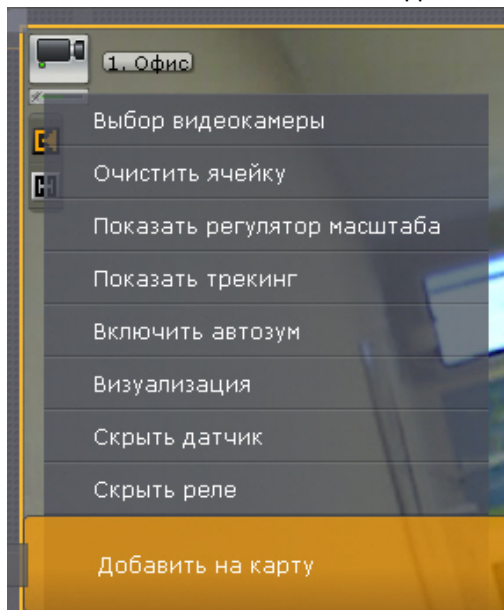 1. Офис
Выбор видеокамеры
Очистить ячейку
Показать регулятор масштаба
Показать трекинг
Включить автозум
Визуализация
Скрыть датчик
Скрыть реле
Добавить на карту